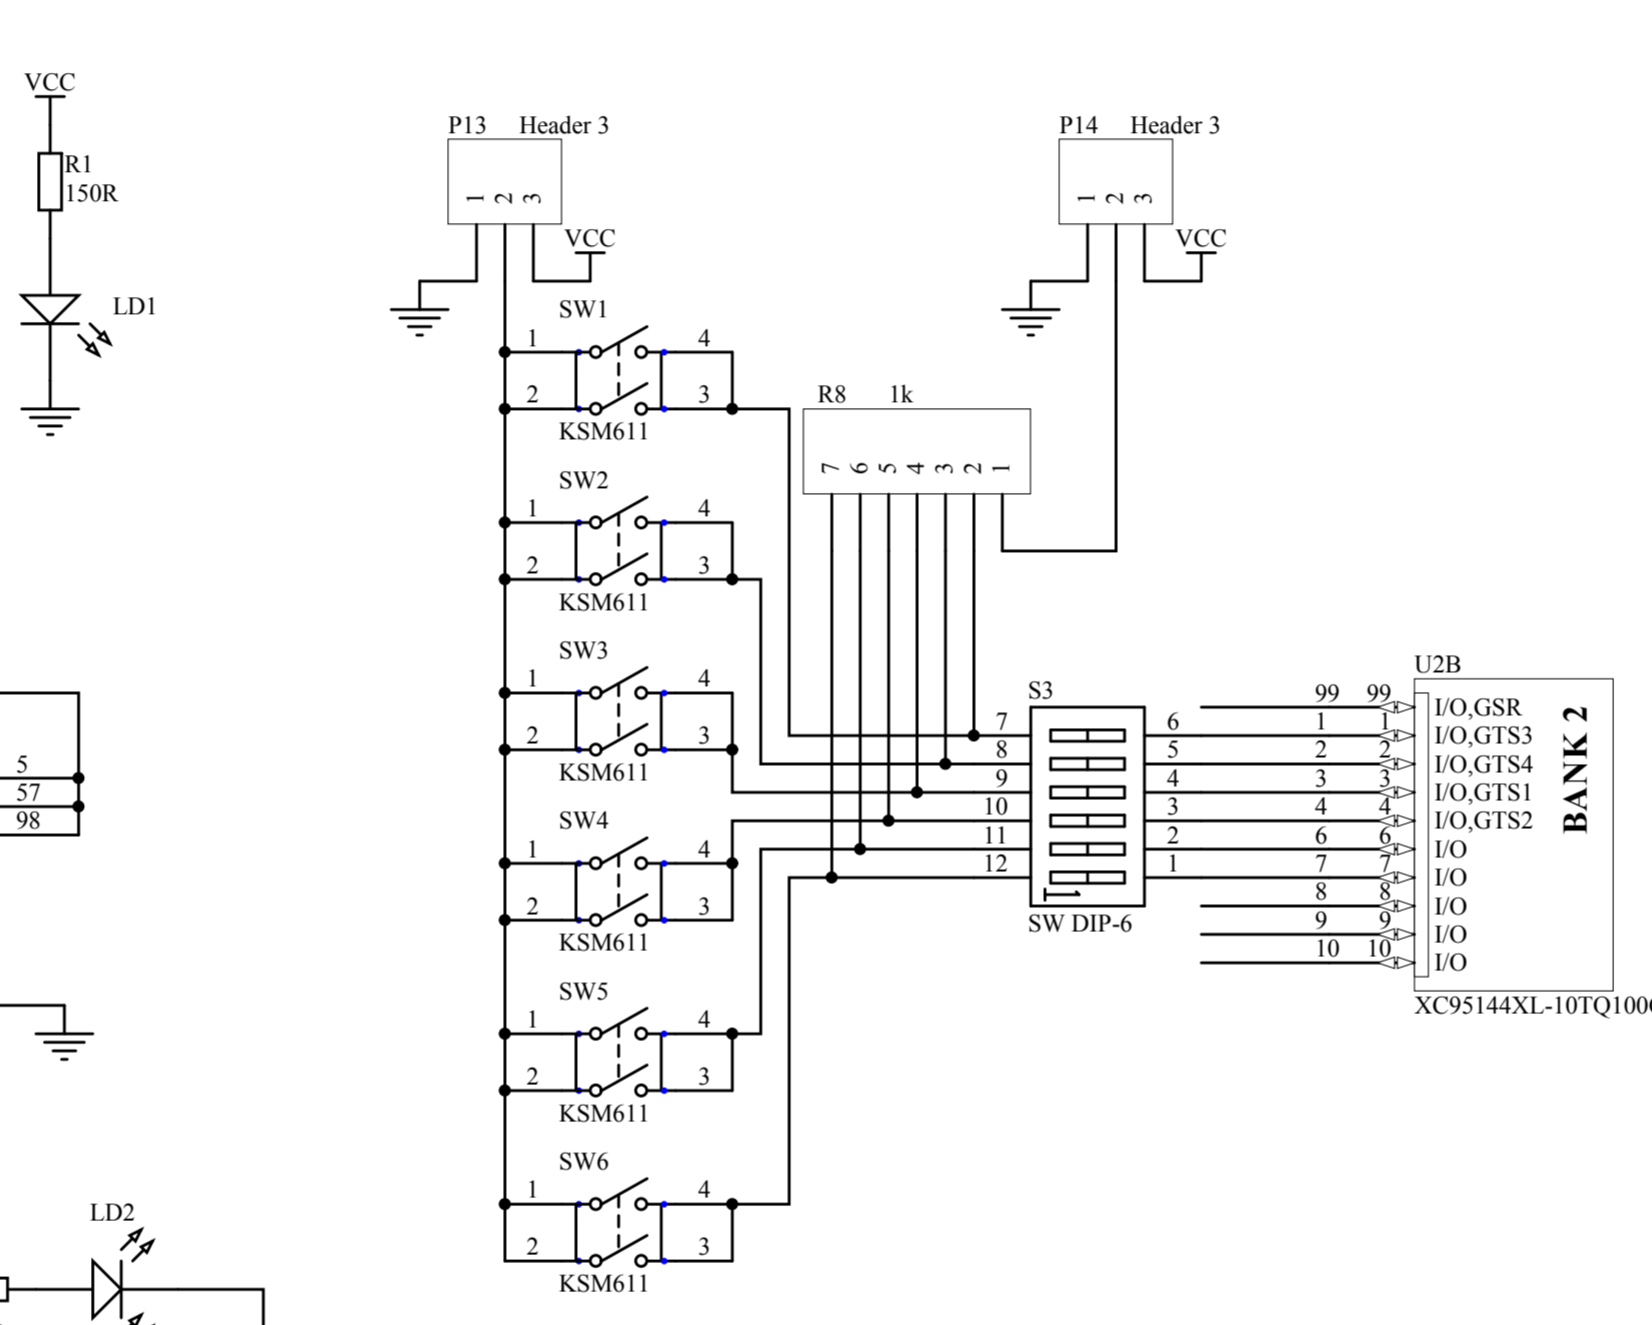 VCC
R1
150R
LD1
P13 Header 3
1 2 3
VCC
P14 Header 3
1 2 3
VCC
SW1
1 4
2 3
KSM611
SW2
1 4
2 3
KSM611
SW3
1 4
2 3
KSM611
SW4
1 4
2 3
KSM611
SW5
1 4
2 3
KSM611
SW6
1 4
2 3
KSM611
R8 1k
7 6 5 4 3 2 1
S3
7 6
8 5
9 4
10 3
11 2
12 1
1
SW DIP-6
U2B
99 99 I/O,GSR
1 1 I/O,GTS3
2 2 I/O,GTS4
3 3 I/O,GTS1
4 4 I/O,GTS2
6 6 I/O
7 7 I/O
8 8 I/O
9 9 I/O
10 10 I/O
BANK 2
XC95144XL-10TQ100
5
57
98
LD2